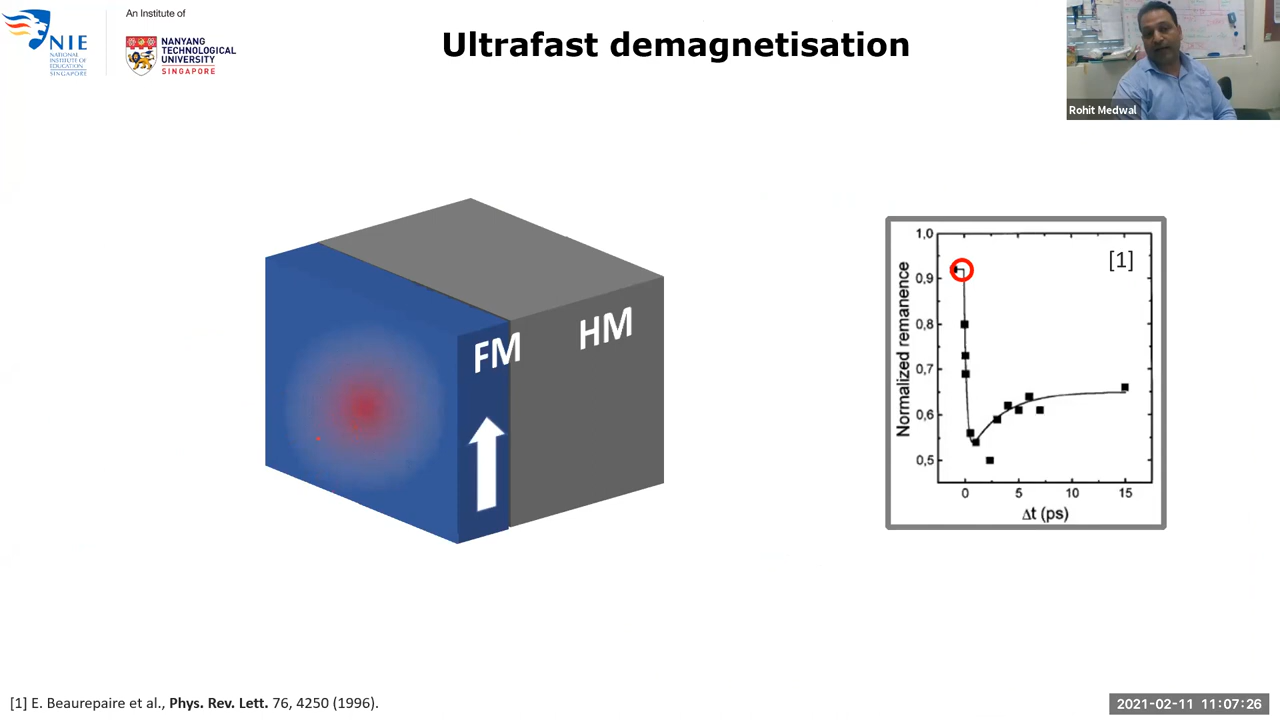 NIE
NATIONAL
INSTITUTE OF
EDUCATION
SINGAPORE
An Institute of
NANYANG
TECHNOLOGICAL
UNIVERSITY
SINGAPORE
Ultrafast demagnetisation
Rohit Medwal
FM
HM
[1]
Normalized remanence
1,0
0,9
0,8
0,7
0,6
0,5
0 5 10 15
Δt (ps)
[1] E. Beaurepaire et al., Phys. Rev. Lett. 76, 4250 (1996).
2021-02-11 11:07:26